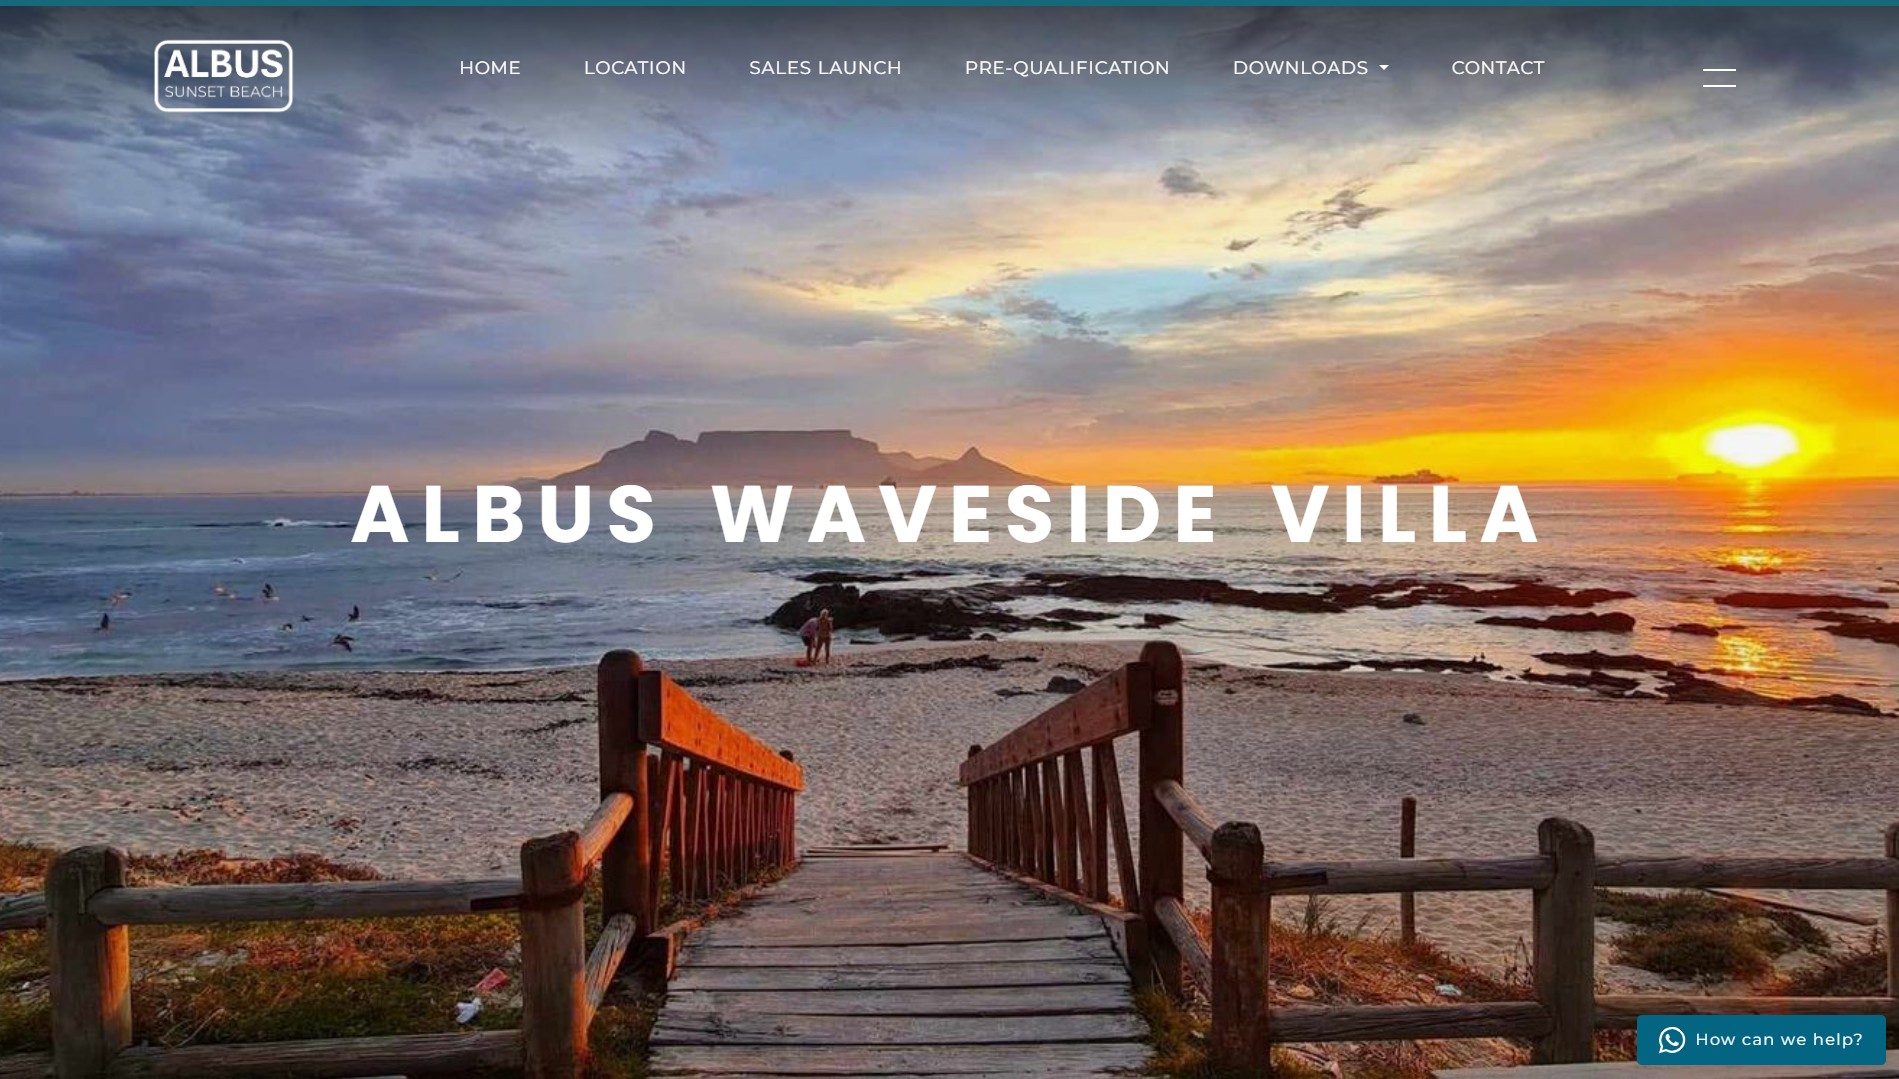 ALBUS
SUNSET BEACH
HOME
LOCATION
SALES LAUNCH
PRE-QUALIFICATION
DOWNLOADS
CONTACT
ALBUS WAVESIDE VILLA
How can we help?